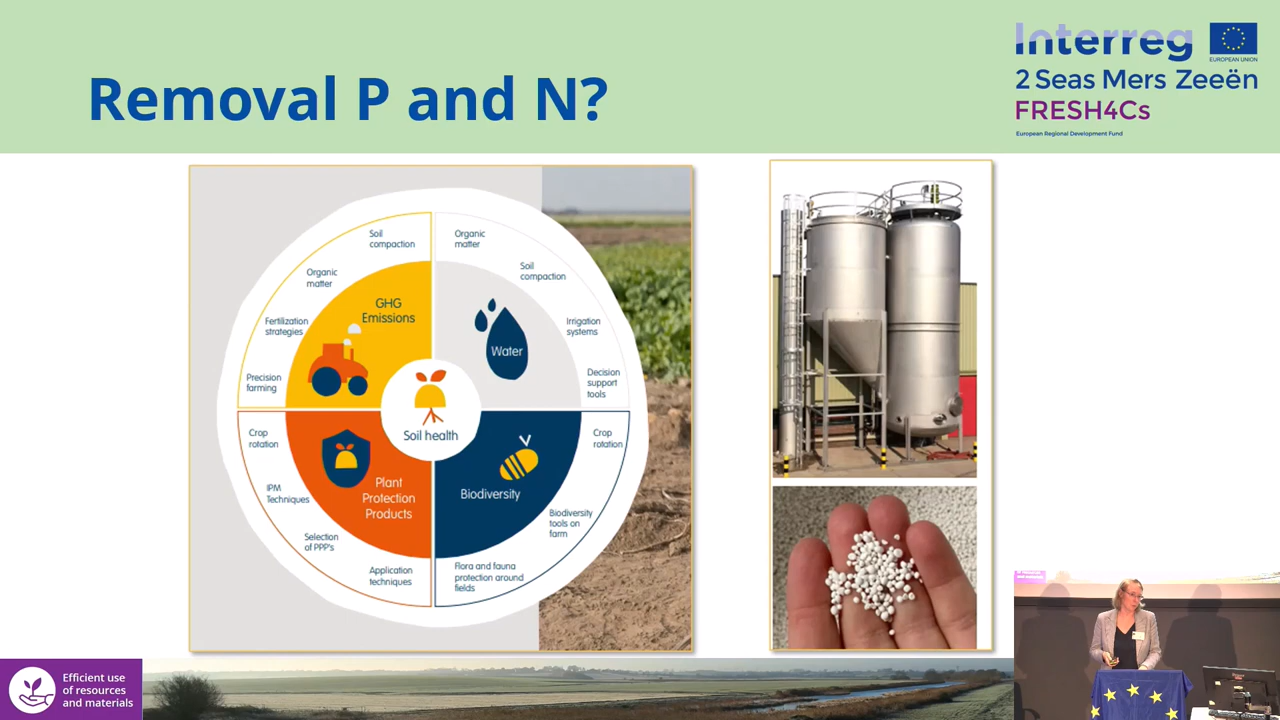 Removal P and N?
Interreg
EUROPEAN UNION
2 Seas Mers Zeeën
FRESH4Cs
European Regional Development Fund
Soil
compaction
Organic
matter
Fertilization
strategies
Precision
farming
GHG
Emissions
Organic
matter
Soil
compaction
Irrigation
systems
Decision
support
tools
Water
Soil health
Crop
rotation
IPM
Techniques
Selection
of PPP's
Application
techniques
Plant
Protection
Products
Biodiversity
Crop
rotation
Biodiversity
tools on
farm
Flora and fauna
protection around
fields
Efficient use
of resources
and materials